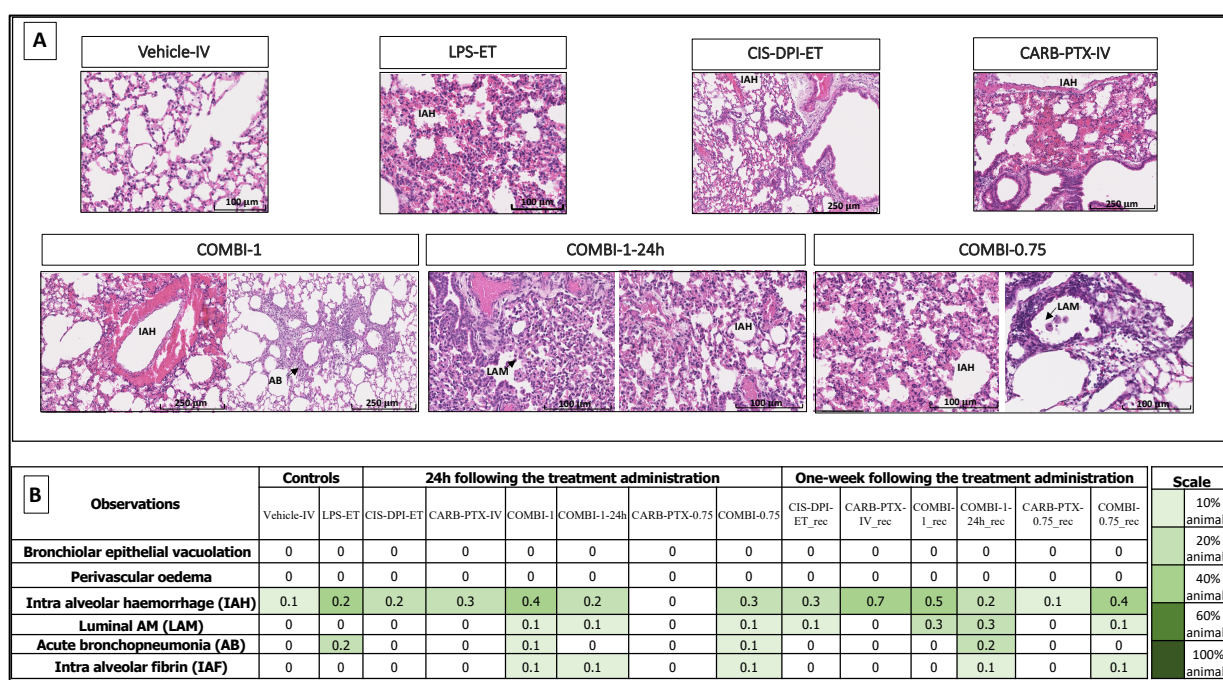 A
Vehicle-IV
LPS-ET
CIS-DPI-ET
CARB-PTX-IV
100 µm
IAH
100 µm
IAH
250 µm
IAH
250 µm
COMBI-1
COMBI-1-24h
COMBI-0.75
IAH
250 µm
AB
250 µm
LAM
100 µm
IAH
100 µm
IAH
100 µm
LAM
100 µm
B
Observations
Controls
24h following the treatment administration
One-week following the treatment administration
Scale
Vehicle-IV LPS-ET CIS-DPI-ET CARB-PTX-IV COMBI-1 COMBI-1-24h CARB-PTX-0.75 COMBI-0.75 CIS-DPI-ET_rec CARB-PTX-IV_rec COMBI-1_rec COMBI-1-24h_rec CARB-PTX-0.75_rec COMBI-0.75_rec
Bronchiolar epithelial vacuolation 0 0 0 0 0 0 0 0 0 0 0 0 0 0
Perivascular oedema 0 0 0 0 0 0 0 0 0 0 0 0 0 0
Intra alveolar haemorrhage (IAH) 0.1 0.2 0.2 0.3 0.4 0.2 0 0.3 0.3 0.7 0.5 0.2 0.1 0.4
Luminal AM (LAM) 0 0 0 0 0.1 0.1 0 0.1 0.1 0 0.3 0.3 0 0.1
Acute bronchopneumonia (AB) 0 0.2 0 0 0.1 0 0 0.1 0 0 0 0.2 0 0
Intra alveolar fibrin (IAF) 0 0 0 0 0.1 0.1 0 0.1 0 0 0 0.1 0 0.1
10%
animal
20%
animal
40%
animal
60%
animal
100%
animal